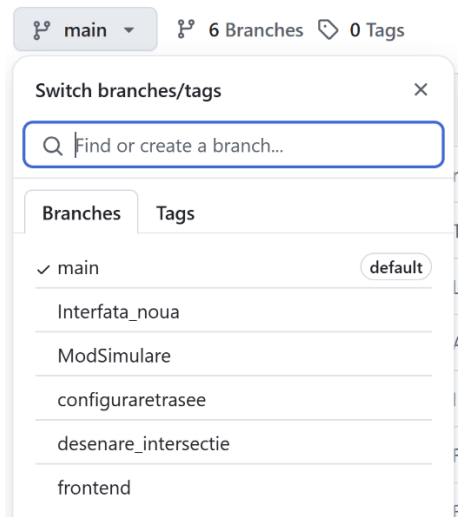 main 6 Branches 0 Tags
Switch branches/tags
Find or create a branch...
Branches Tags
main default
Interfata_noua
ModSimulare
configuraretrasee
desenare_intersectie
frontend